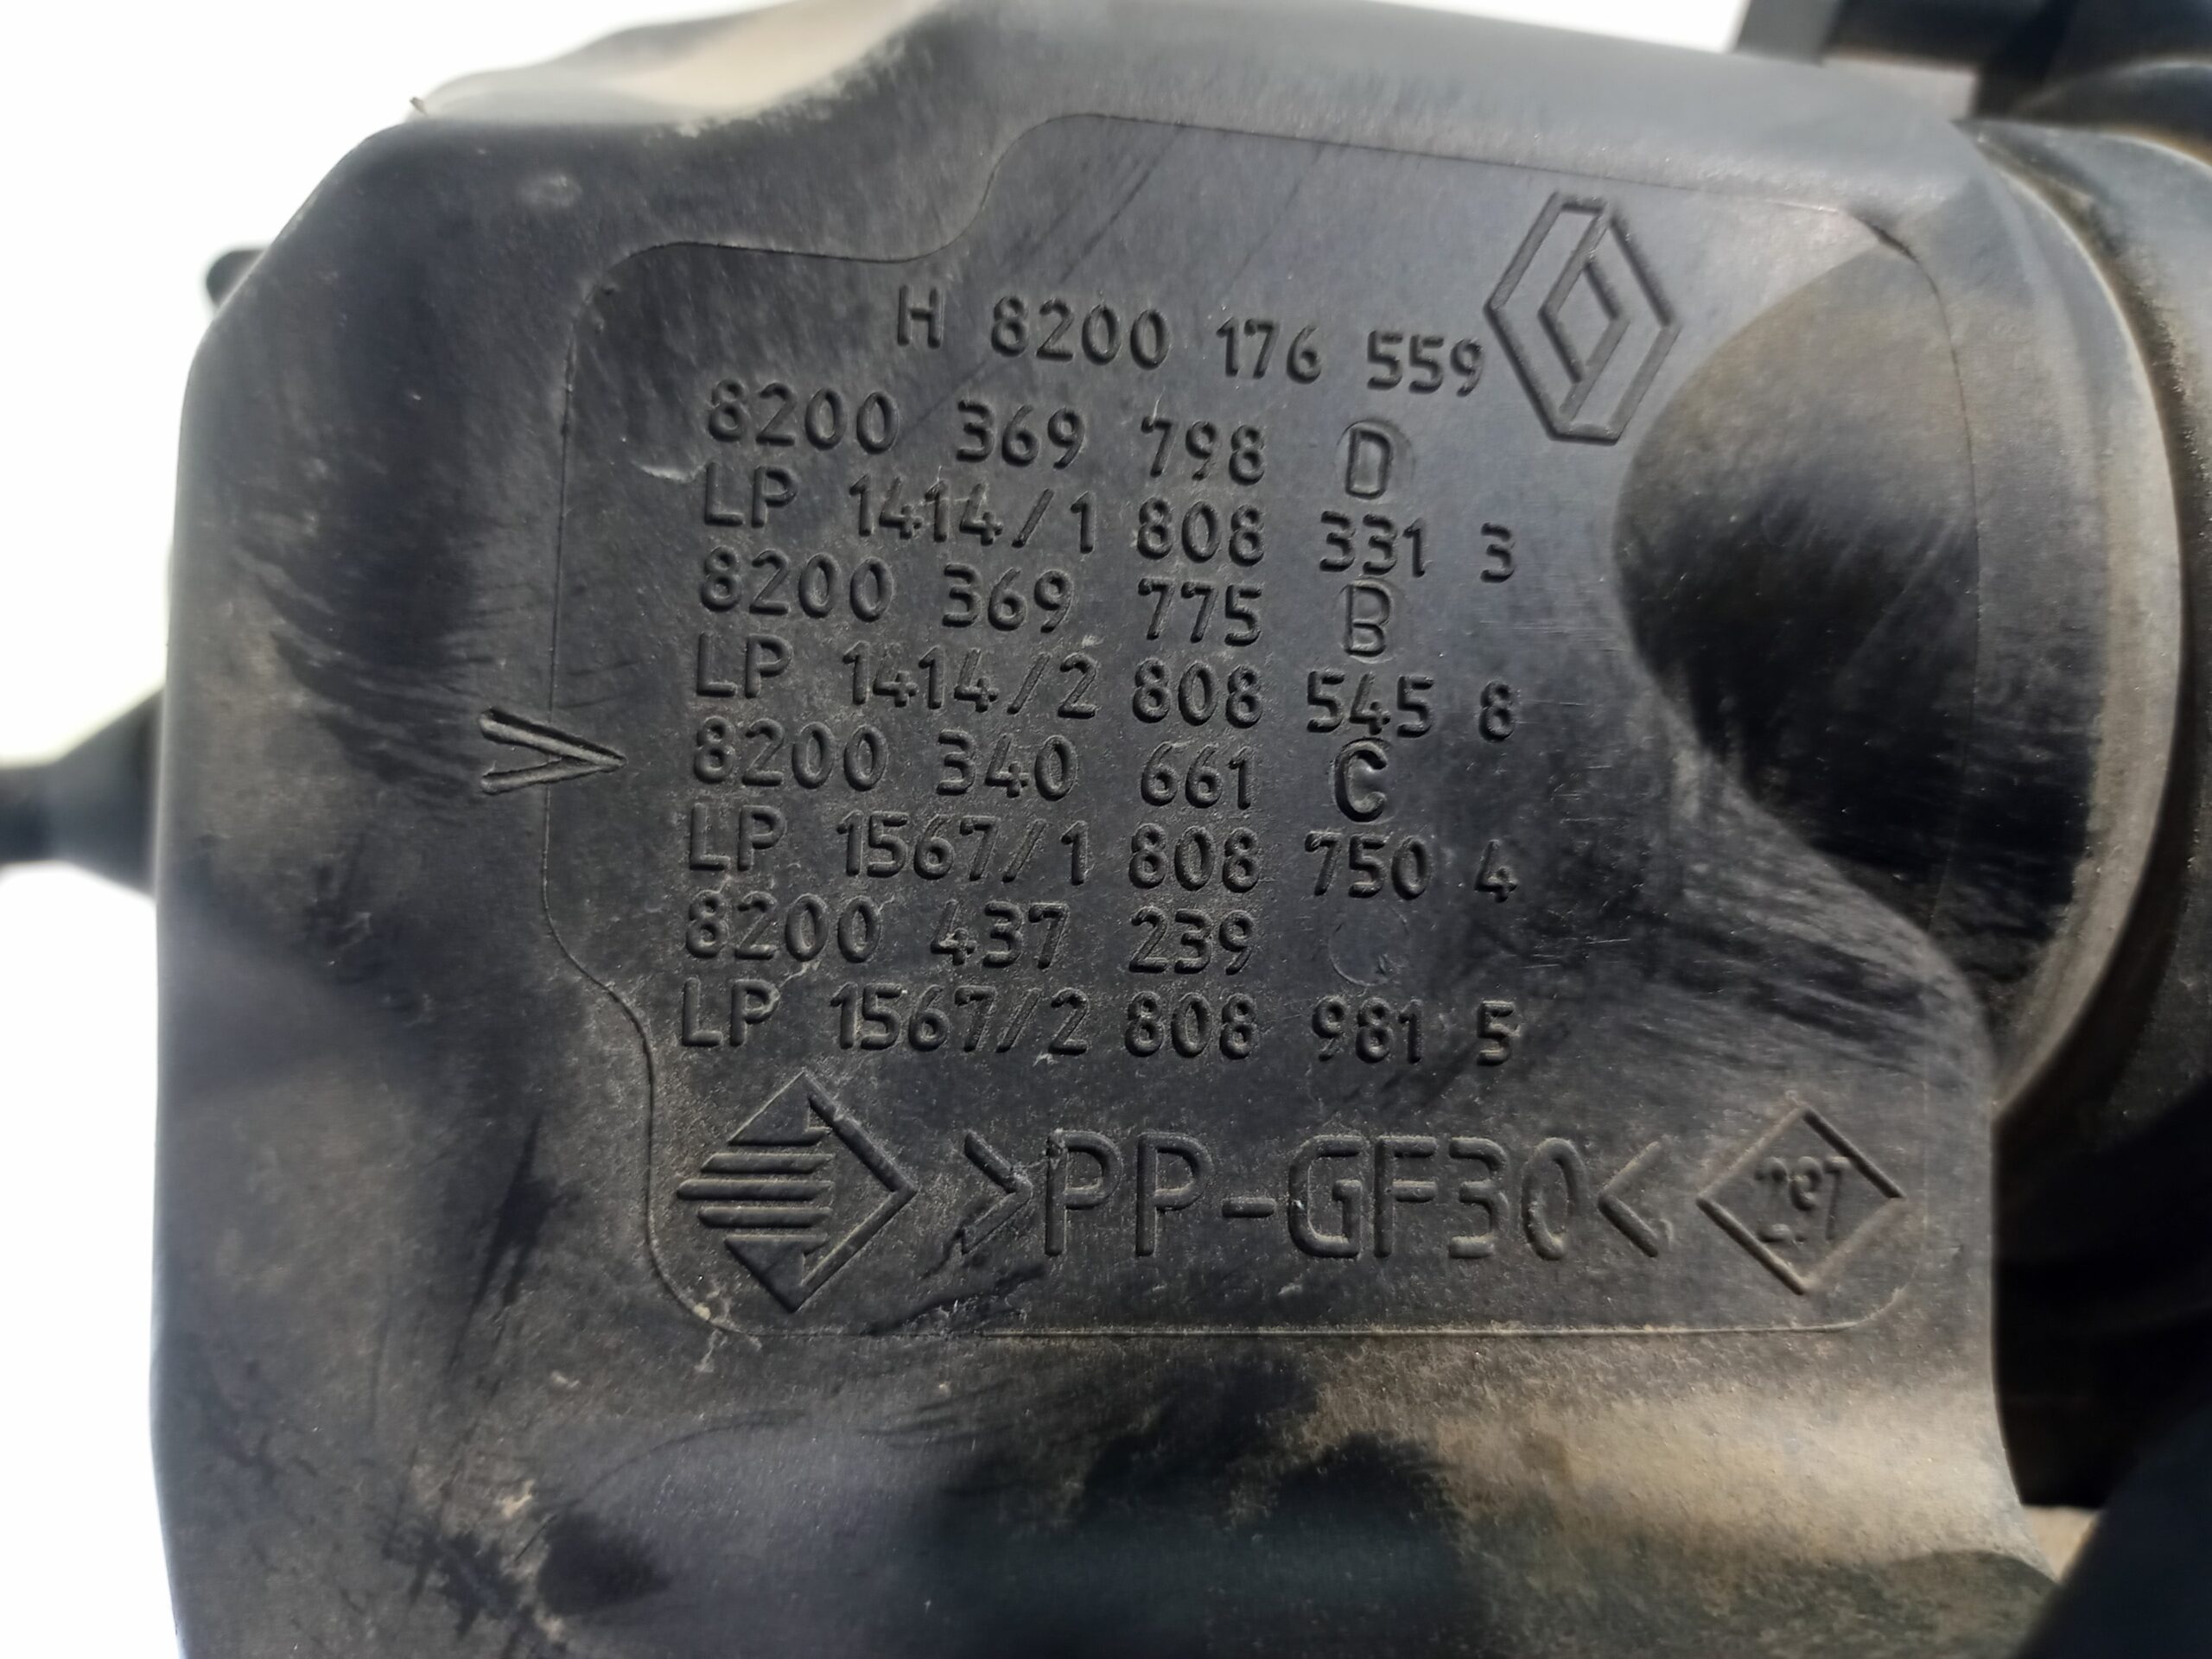 H 8200 176 559
8200 369 798 D
LP 1414/1 808 331 3
8200 369 775 B
LP 1414/2 808 545 8
8200 340 661 C
LP 1567/1 808 750 4
8200 437 239
LP 1567/2 808 981 5
>PP-GF30<